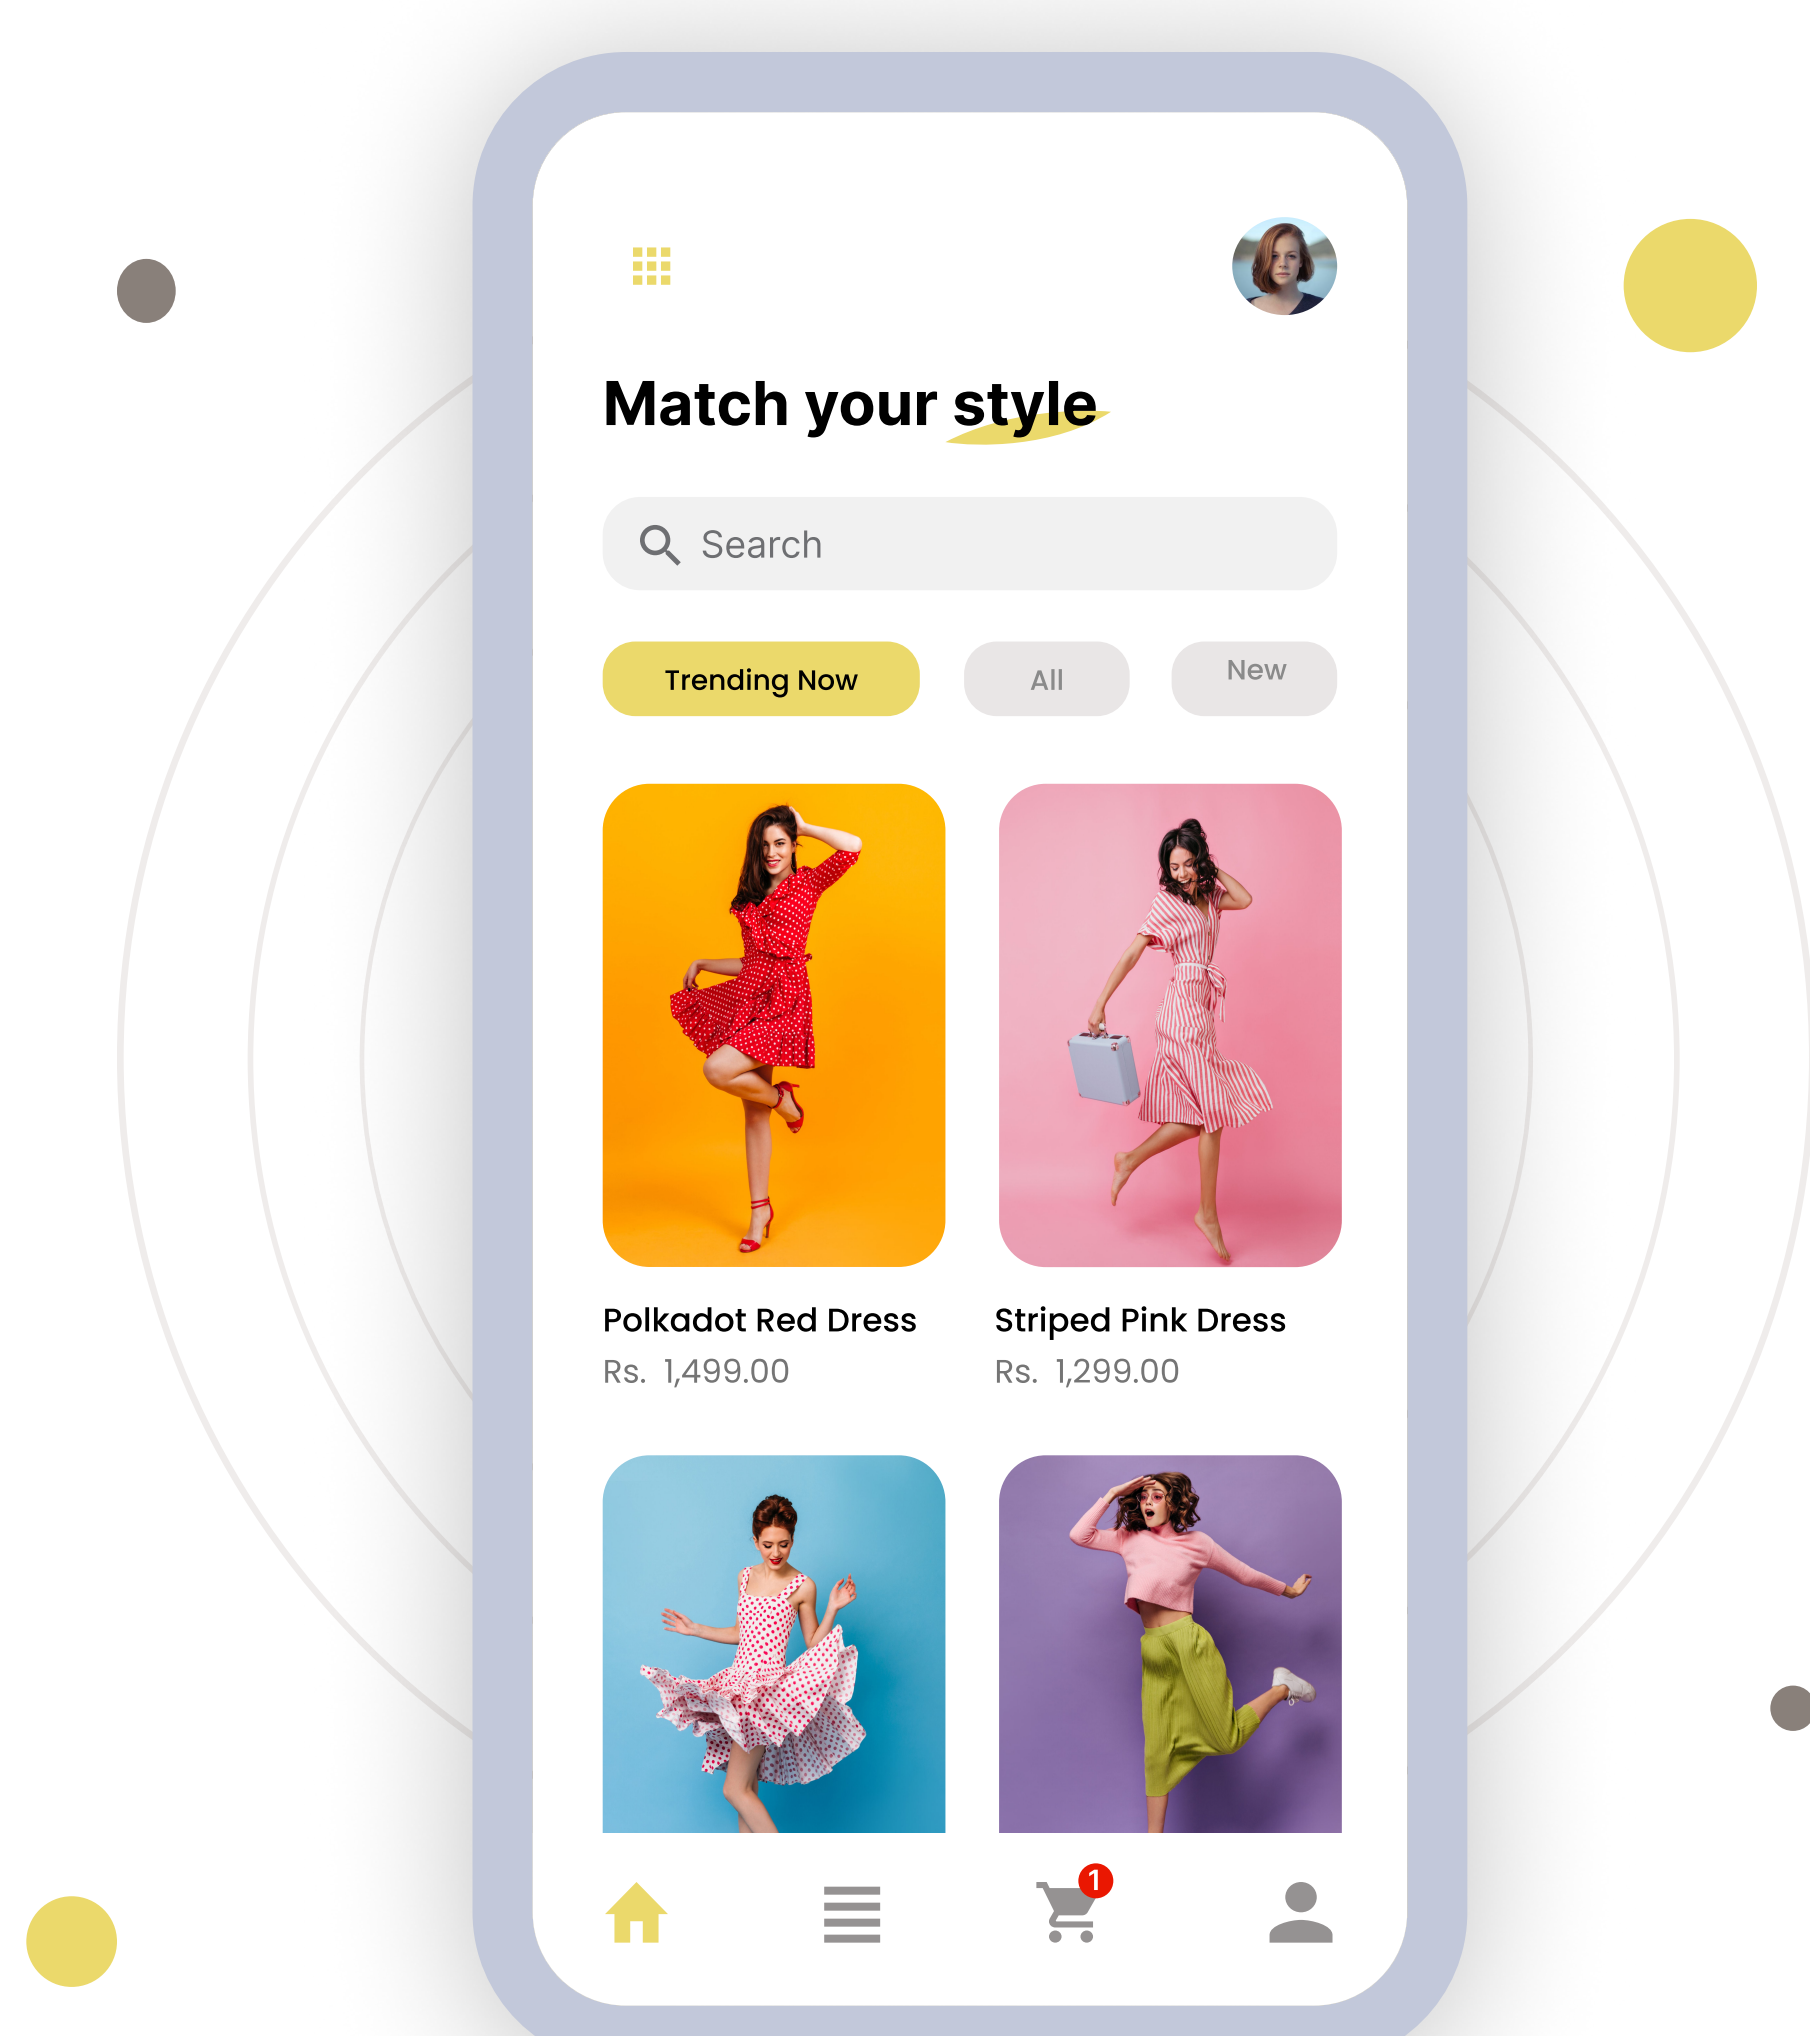 Match your style
Search
Trending Now
All
New
Polkadot Red Dress
Striped Pink Dress
Rs. 1,499.00
Rs. 1,299.00
1